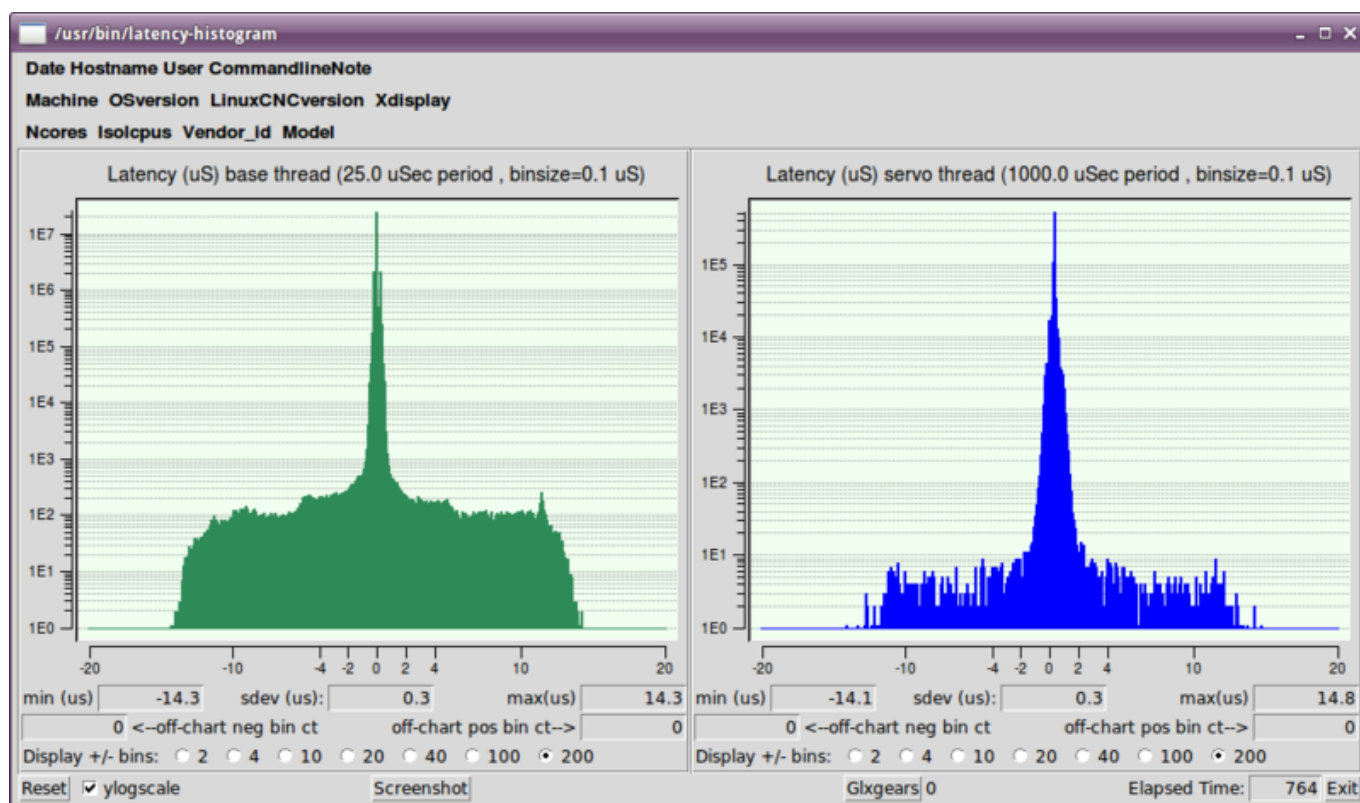 /usr/bin/latency-histogram
Date Hostname User CommandlineNote
Machine OSversion LinuxCNCversion Xdisplay
Ncores Isolcpus Vendor_id Model
Latency (uS) base thread (25.0 uSec period , binsize=0.1 uS)
1E7
1E6
1E5
1E4
1E3
1E2
1E1
1E0
-20 -10 -4 -2 0 2 4 10 20
min (us) -14.3 sdev (us): 0.3 max(us) 14.3
0 <--off-chart neg bin ct off-chart pos bin ct--> 0
Display +/- bins: 2 4 10 20 40 100 200
Latency (uS) servo thread (1000.0 uSec period , binsize=0.1 uS)
1E5
1E4
1E3
1E2
1E1
1E0
-20 -10 -4 -2 0 2 4 10 20
min (us) -14.1 sdev (us): 0.3 max(us) 14.8
0 <--off-chart neg bin ct off-chart pos bin ct--> 0
Display +/- bins: 2 4 10 20 40 100 200
Reset ylogscale Screenshot Glxgears 0 Elapsed Time: 764 Exit